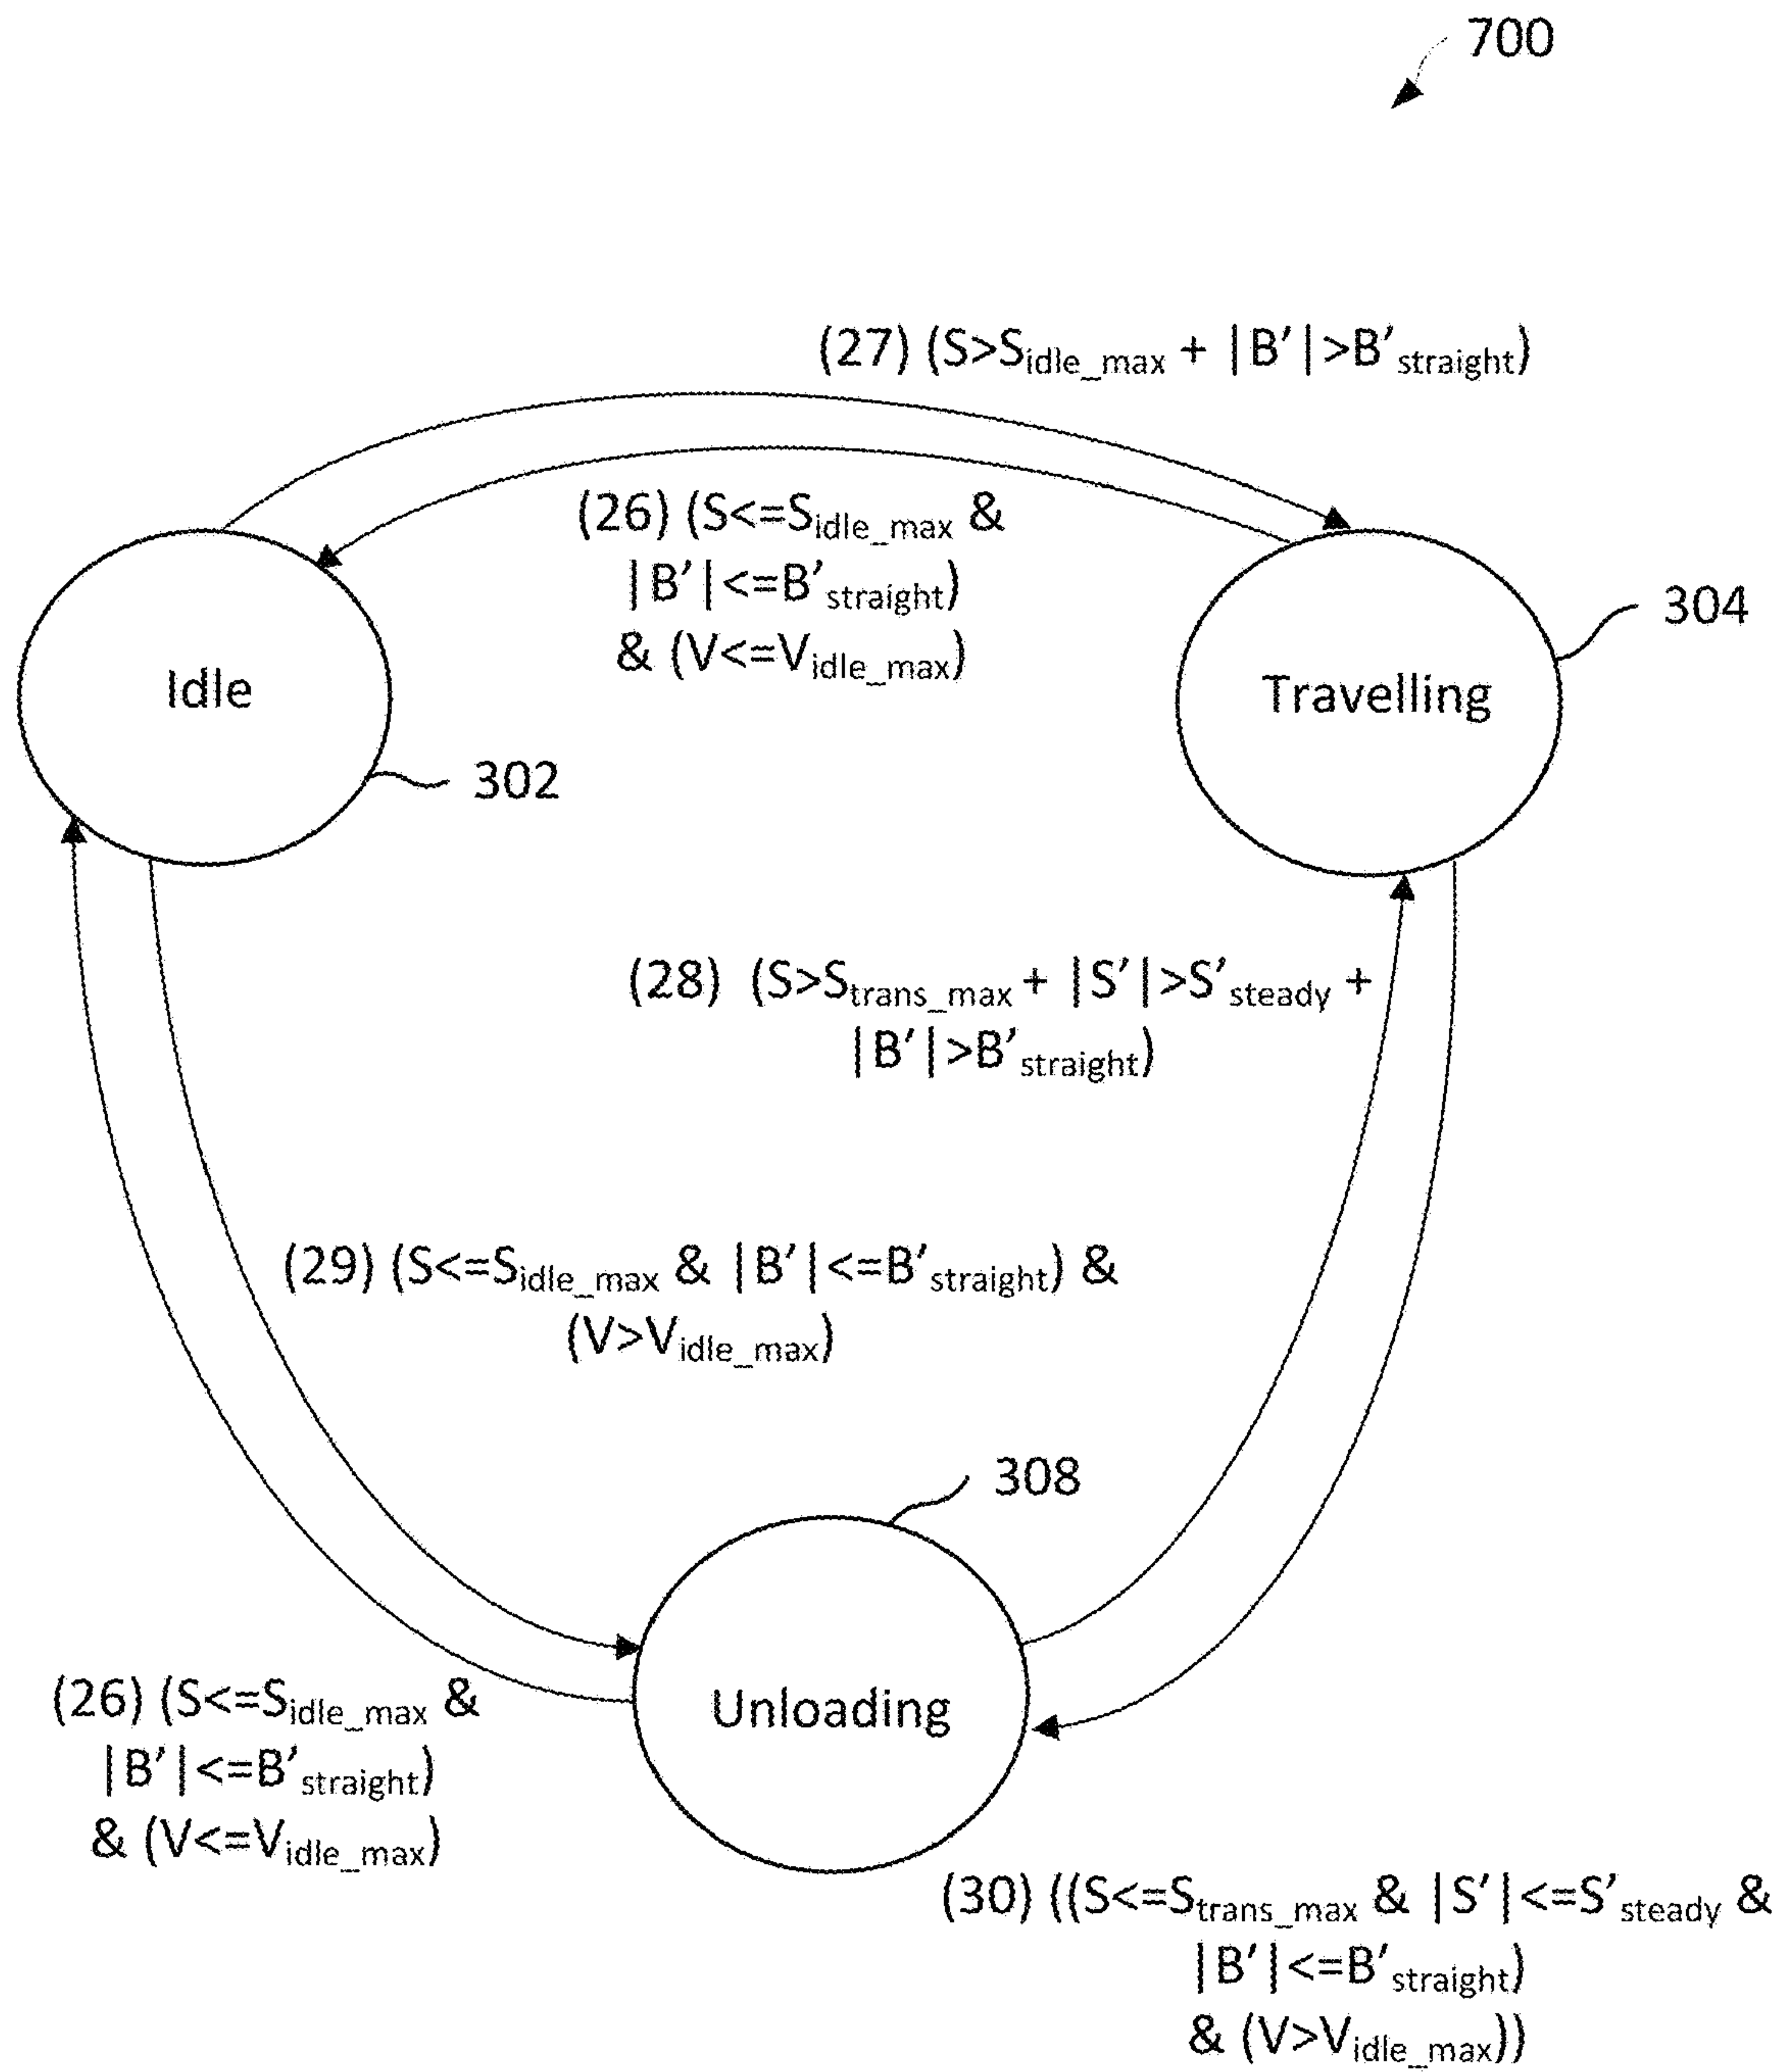 700
(27) (S>Sidle_max + |B′|>B′straight)
(26) (S<=Sidle_max &
|B′|<=B′straight)
& (V<=Vidle_max)
304
Idle
Travelling
302
(28) (S>Strans_max + |S′|>S′steady +
|B′|>B′straight)
(29) (S<=Sidle_max & |B′|<=B′straight) &
(V>Vidle_max)
308
Unloading
(26) (S<=Sidle_max &
|B′|<=B′straight)
& (V<=Vidle_max)
(30) ((S<=Strans_max & |S′|<=S′steady &
|B′|<=B′straight)
& (V>Vidle_max))